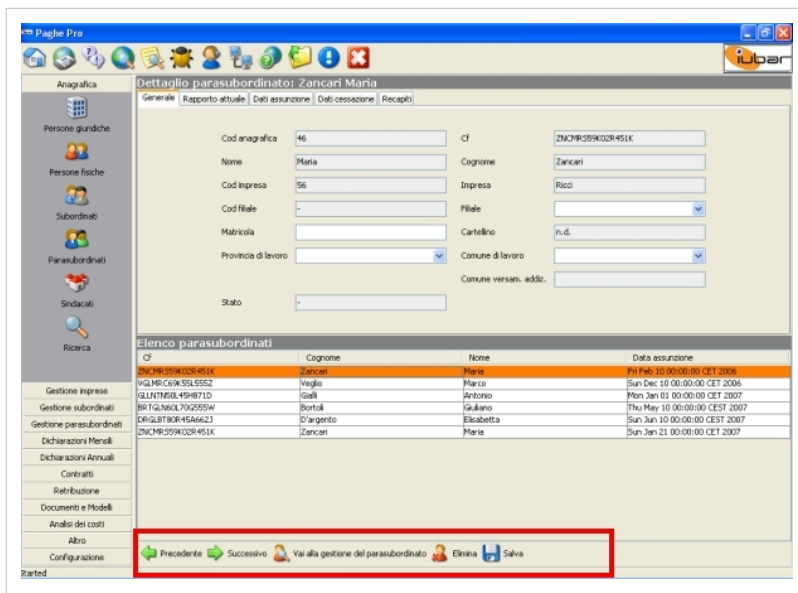 Paghe Pro
iubar
Anagrafica
Persone giuridiche
Persone fisiche
Subordinati
Parasubordinati
Sindacati
Ricerca
Gestione imprese
Gestione subordinati
Gestione parasubordinati
Dichiarazioni Mensili
Dichiarazioni Annuali
Contratti
Retribuzione
Documenti e Modelli
Analisi dei costi
Altro
Configurazione
Dettaglio parasubordinato: Zancari Maria
Generale Rapporto attuale Dati assunzione Dati cessazione Recapiti
Cod anagrafica 46 Cf ZNCMRS59K02R451K
Nome Maria Cognome Zancari
Cod impresa 56 Impresa Ricci
Cod filiale - Filiale
Matricola Cartellino n.d.
Provincia di lavoro Comune di lavoro
Comune versam. addiz.
Stato -
Elenco parasubordinati
Cf Cognome Nome Data assunzione
ZNCMRS59K02R451K Zancari Maria Fri Feb 10 00:00:00 CET 2006
VGLMRC69K55L555Z Veglio Marco Sun Dec 10 00:00:00 CET 2006
GLLNTN50L45H871D Gialli Antonio Mon Jan 01 00:00:00 CET 2007
BRTGLN60L70G555W Bortoli Giuliano Thu May 10 00:00:00 CEST 2007
DRGLBT80R45A662J D'argento Elisabetta Sun Jun 10 00:00:00 CEST 2007
ZNCMRS59K02R451K Zancari Maria Sun Jan 21 00:00:00 CET 2007
Precedente Successivo Vai alla gestione del parasubordinato Elimina Salva
Started